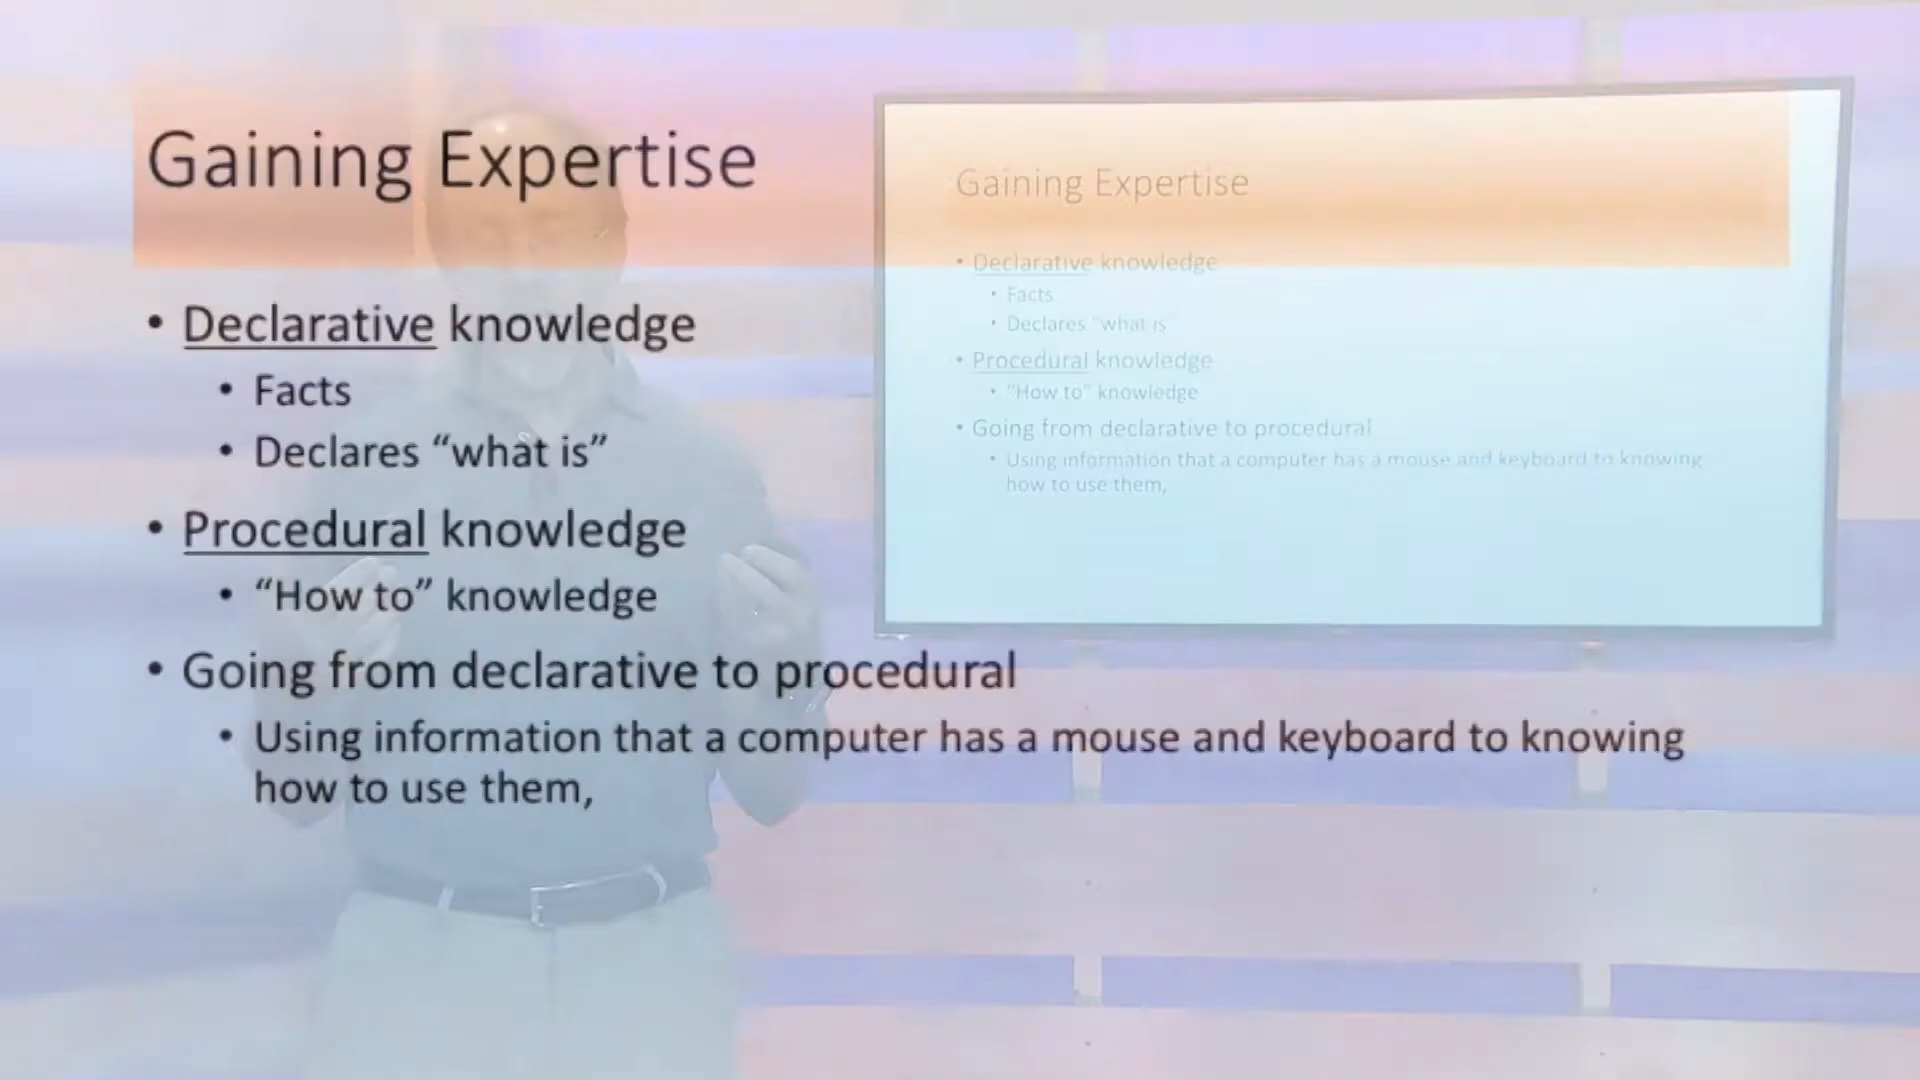 Gaining Expertise
• Declarative knowledge
• Facts
• Declares “what is”
• Procedural knowledge
• “How to” knowledge
• Going from declarative to procedural
• Using information that a computer has a mouse and keyboard to knowing
how to use them,
Gaining Expertise
• Declarative knowledge
• Facts
• Declares “what is
• Procedural knowledge
• “How to” knowledge
• Going from declarative to procedural
• Using information that a computer has a mouse and keyboard to knowing
how to use them,